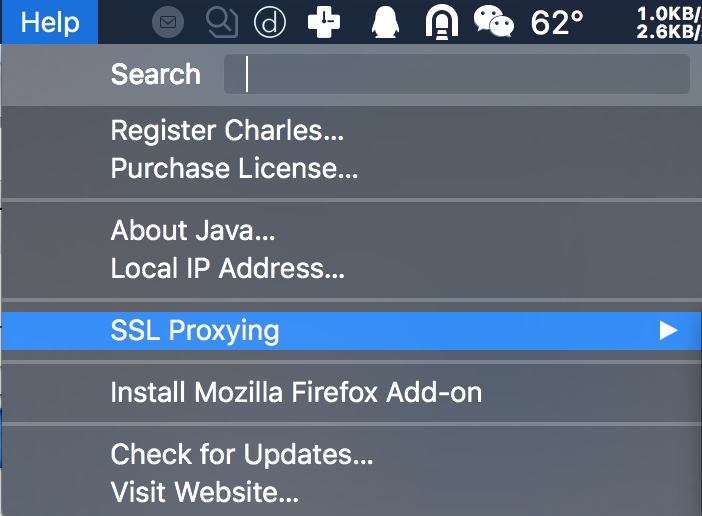 Help
d
62°
1.0KB/
2.6KB/
Search
Register Charles...
Purchase License...
About Java...
Local IP Address...
SSL Proxying
Install Mozilla Firefox Add-on
Check for Updates...
Visit Website...